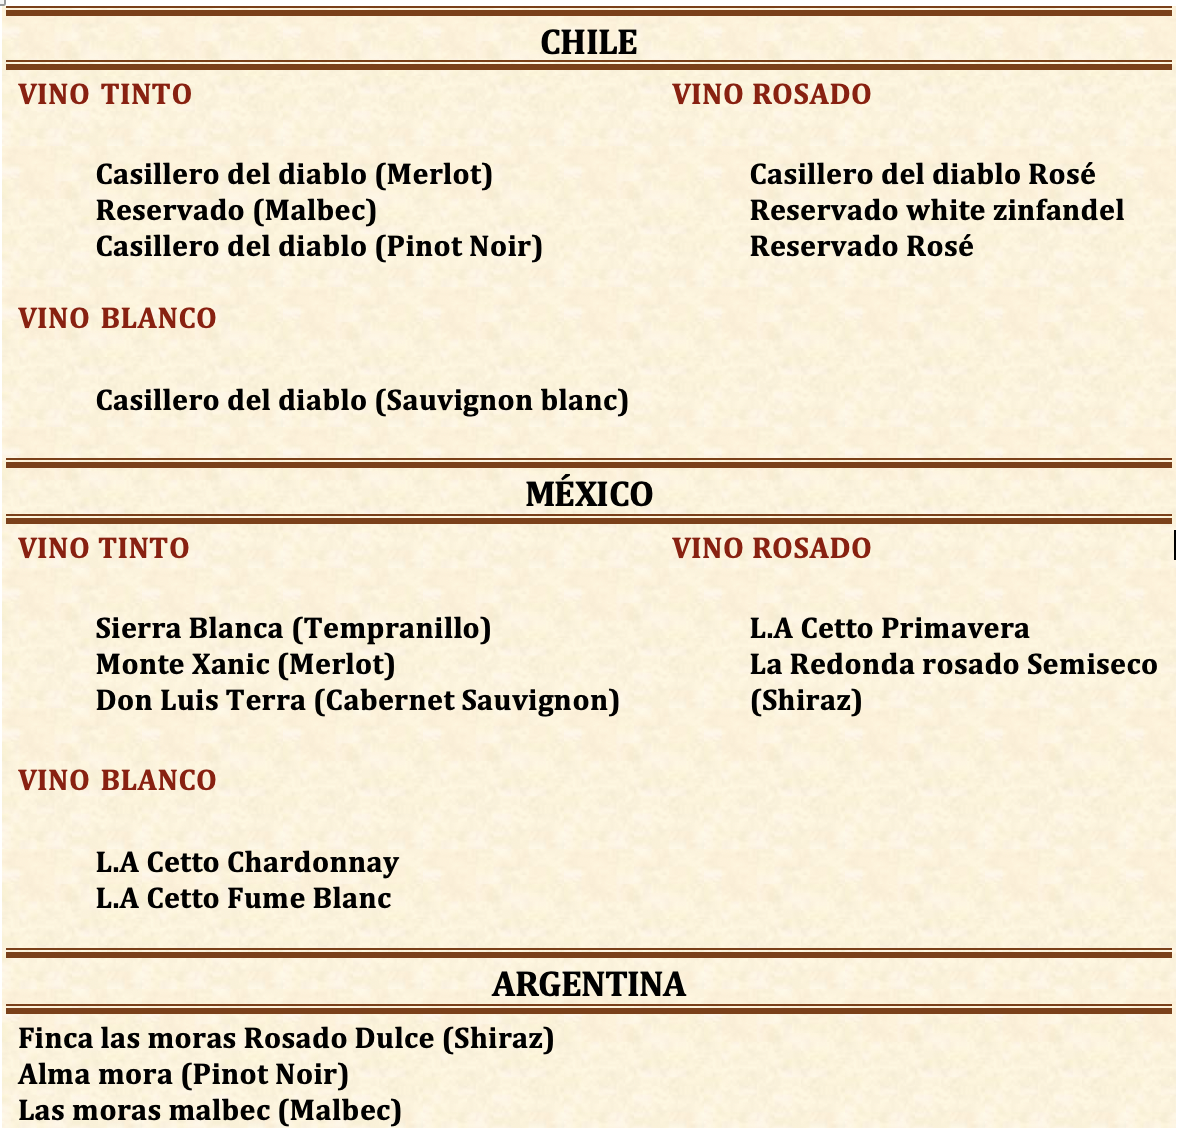 CHILE
VINO TINTO
Casillero del diablo (Merlot)
Reservado (Malbec)
Casillero del diablo (Pinot Noir)
VINO BLANCO
Casillero del diablo (Sauvignon blanc)
VINO ROSADO
Casillero del diablo Rosé
Reservado white zinfandel
Reservado Rosé
MÉXICO
VINO TINTO
Sierra Blanca (Tempranillo)
Monte Xanic (Merlot)
Don Luis Terra (Cabernet Sauvignon)
VINO BLANCO
L.A Cetto Chardonnay
L.A Cetto Fume Blanc
VINO ROSADO
L.A Cetto Primavera
La Redonda rosado Semiseco
(Shiraz)
ARGENTINA
Finca las moras Rosado Dulce (Shiraz)
Alma mora (Pinot Noir)
Las moras malbec (Malbec)